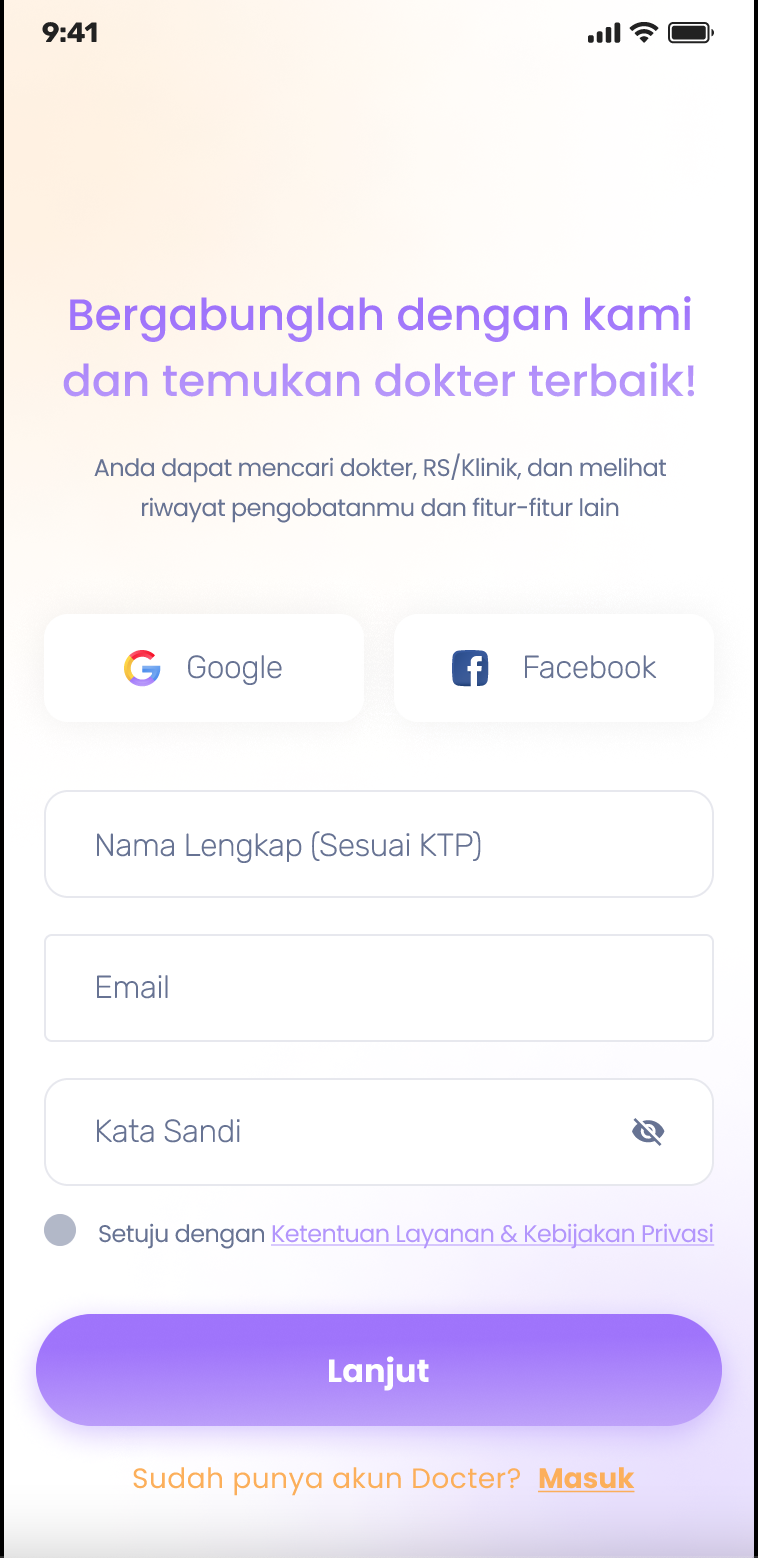 9:41
Bergabunglah dengan kami
dan temukan dokter terbaik!
Anda dapat mencari dokter, RS/Klinik, dan melihat
riwayat pengobatanmu dan fitur-fitur lain
Google
Facebook
Nama Lengkap (Sesuai KTP)
Email
Kata Sandi
Setuju dengan Ketentuan Layanan & Kebijakan Privasi
Lanjut
Sudah punya akun Docter? Masuk